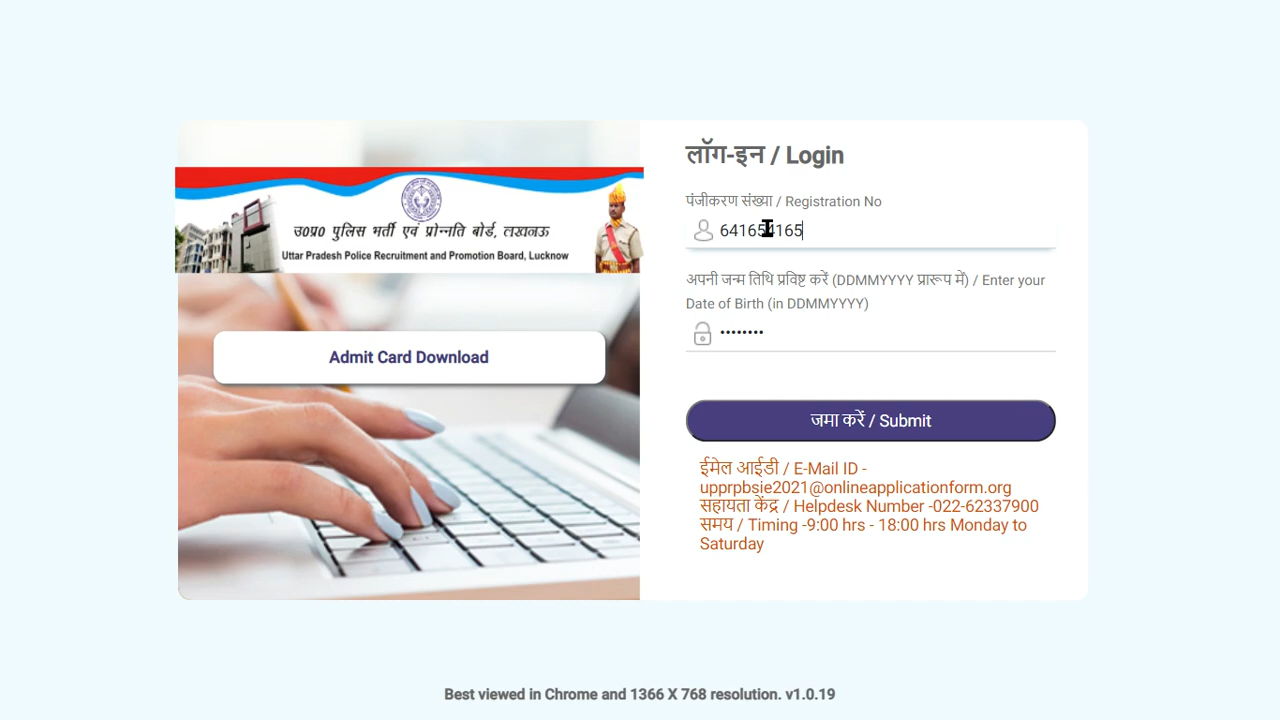 लॉग-इन / Login
पंजीकरण संख्या / Registration No
उ0प्र0 पुलिस भर्ती एवं प्रोन्नति बोर्ड, लखनऊ
Uttar Pradesh Police Recruitment and Promotion Board, Lucknow
अपनी जन्म तिथि प्रविष्ट करें (DDMMYYYY प्रारूप में) / Enter your
Date of Birth (in DDMMYYYY)
••••••••
Admit Card Download
जमा करें / Submit
ईमेल आईडी / E-Mail ID -
upprpbsie2021@onlineapplicationform.org
सहायता केंद्र / Helpdesk Number -022-62337900
समय / Timing -9:00 hrs - 18:00 hrs Monday to
Saturday
Best viewed in Chrome and 1366 X 768 resolution. v1.0.19